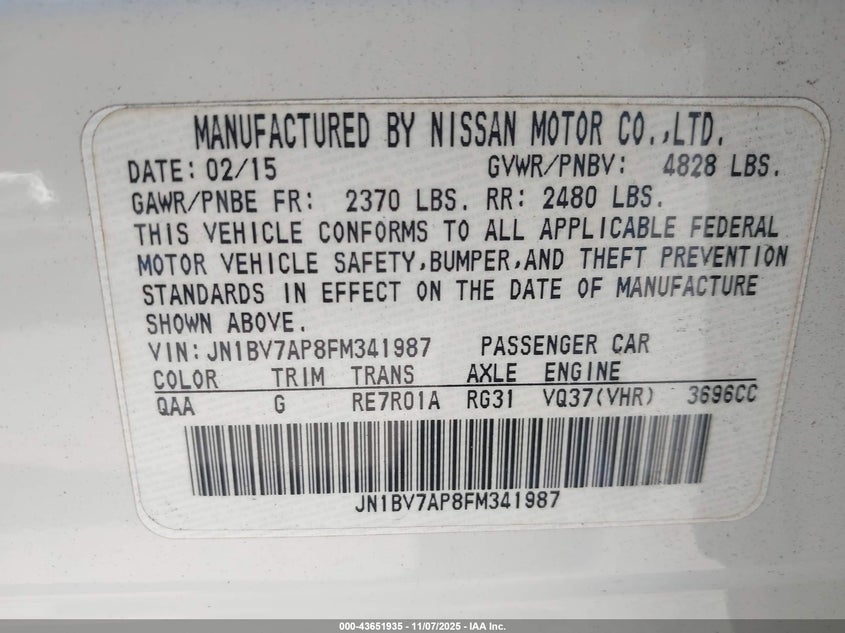 MANUFACTURED BY NISSAN MOTOR CO.,LTD.
DATE: 02/15 GVWR/PNBV: 4828 LBS.
GAWR/PNBE FR: 2370 LBS. RR: 2480 LBS.
THIS VEHICLE CONFORMS TO ALL APPLICABLE FEDERAL
MOTOR VEHICLE SAFETY,BUMPER,AND THEFT PREVENTION
STANDARDS IN EFFECT ON THE DATE OF MANUFACTURE
SHOWN ABOVE.
VIN: JN1BV7AP8FM341987 PASSENGER CAR
COLOR TRIM TRANS AXLE ENGINE
QAA G RE7R01A RG31 VQ37(VHR) 3696CC
JN1BV7AP8FM341987
000-43651935 - 11/07/2025 - IAA Inc.